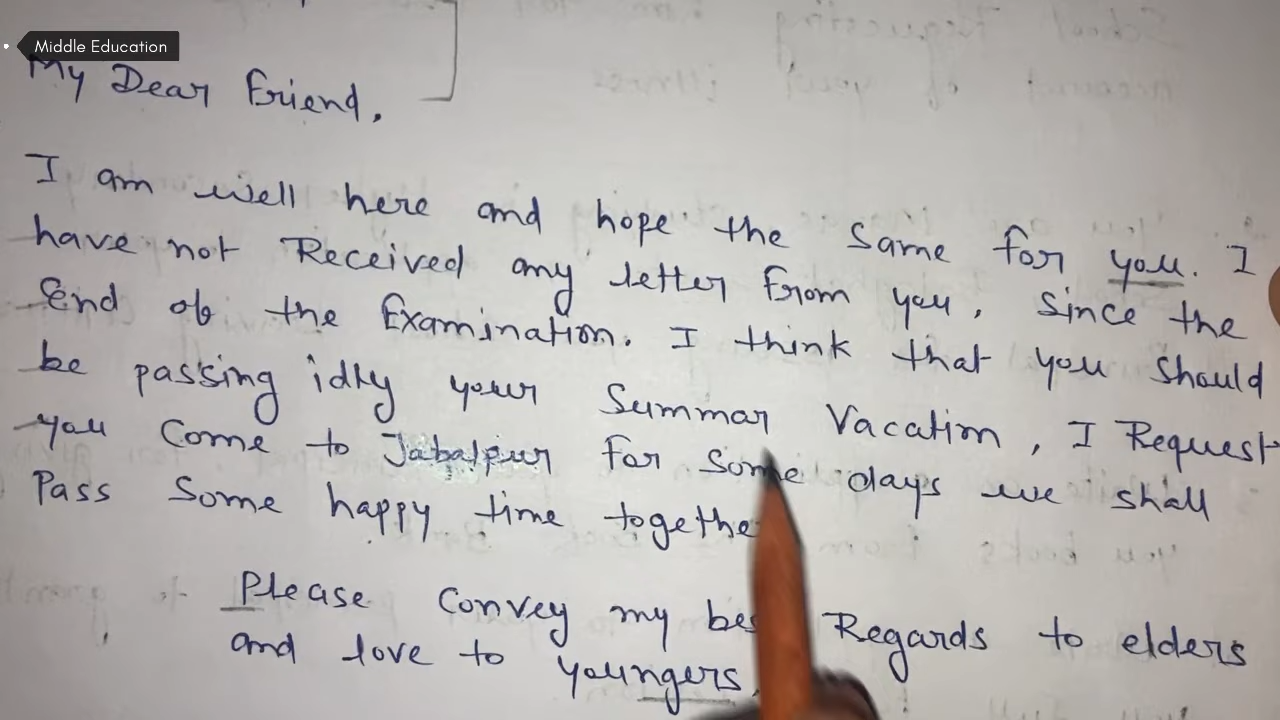 Middle Education
My Dear Friend,
I am well here and hope the same for you. I
have not Received any letter from you, Since the
End of the Examination. I think that you should
be passing idly your Summar Vacation, I Request
you Come to Jabalpur for some days we shall
Pass Some happy time togethe
Please Convey my bes Regards to elders
and love to youngers.